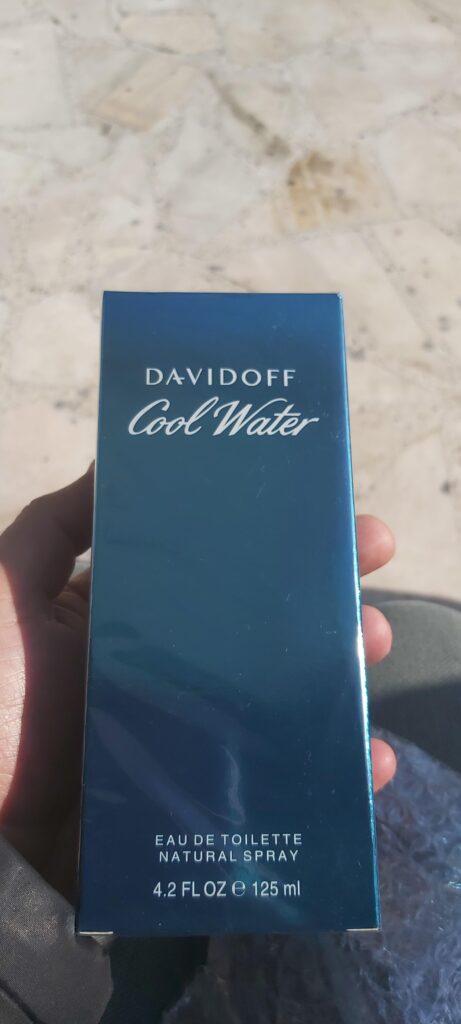 DAVIDOFF
Cool Water
EAU DE TOILETTE
NATURAL SPRAY
4.2 FL OZ ℮ 125 ml